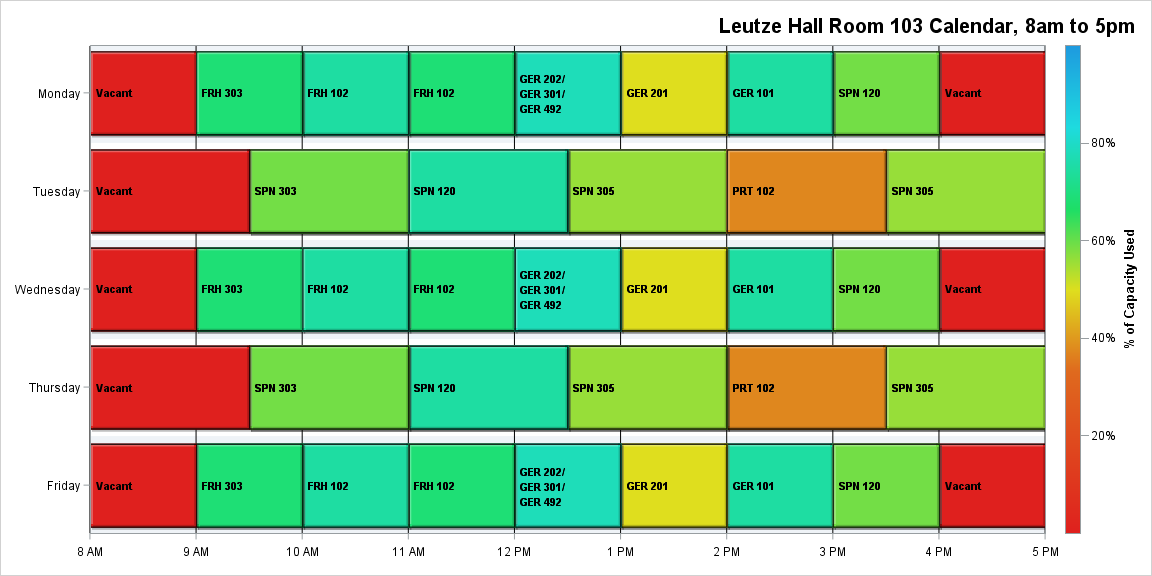 Leutze Hall Room 103 Calendar, 8am to 5pm
Monday
Vacant
FRH 303
FRH 102
FRH 102
GER 202/
GER 301/
GER 492
GER 201
GER 101
SPN 120
Vacant
Tuesday
Vacant
SPN 303
SPN 120
SPN 305
PRT 102
SPN 305
Wednesday
Vacant
FRH 303
FRH 102
FRH 102
GER 202/
GER 301/
GER 492
GER 201
GER 101
SPN 120
Vacant
Thursday
Vacant
SPN 303
SPN 120
SPN 305
PRT 102
SPN 305
Friday
Vacant
FRH 303
FRH 102
FRH 102
GER 202/
GER 301/
GER 492
GER 201
GER 101
SPN 120
Vacant
8 AM
9 AM
10 AM
11 AM
12 PM
1 PM
2 PM
3 PM
4 PM
5 PM
80%
60%
40%
20%
% of Capacity Used